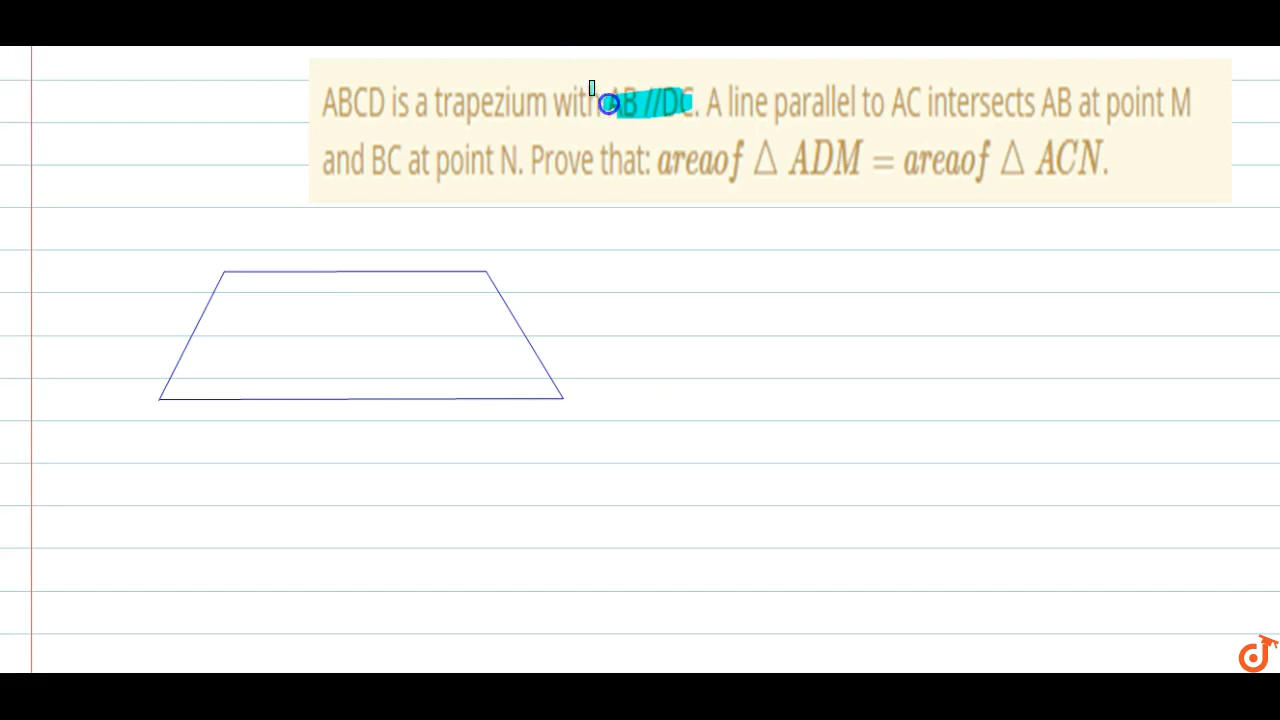 ABCD is a trapezium with AB //DC. A line parallel to AC intersects AB at point M
and BC at point N. Prove that: areaof △ ADM = areaof △ ACN.